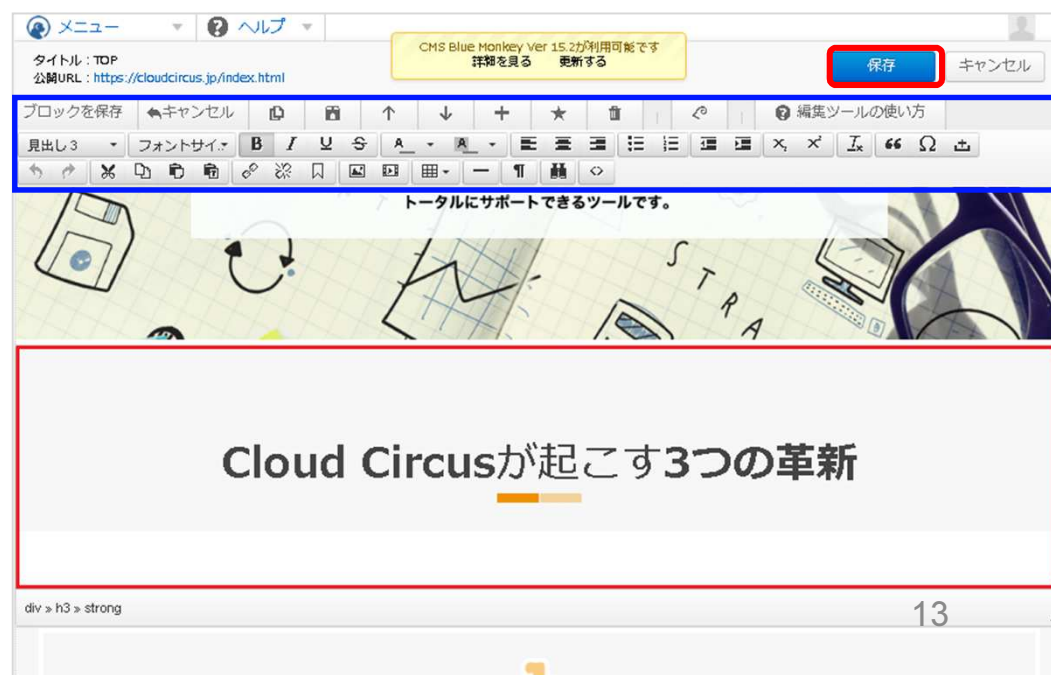 メニュー
ヘルプ
CMS Blue Monkey Ver 15.2が利用可能です
詳細を見る 更新する
タイトル : TOP
公開URL : https://cloudcircus.jp/index.html
保存
キャンセル
ブロックを保存 キャンセル 編集ツールの使い方
見出し 3 フォントサイ..
トータルにサポートできるツールです。
STRA
Cloud Circusが起こす3つの革新
div » h3 » strong
13